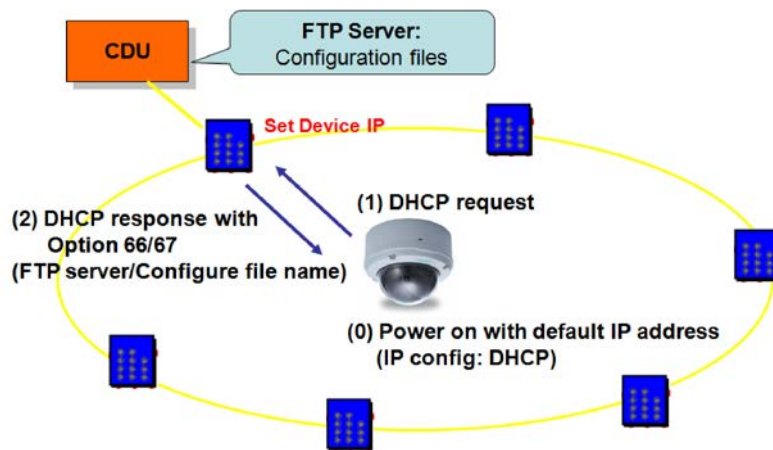 CDU
FTP Server:
Configuration files
Set Device IP
(1) DHCP request
(2) DHCP response with
Option 66/67
(FTP server/Configure file name)
(0) Power on with default IP address
(IP config: DHCP)